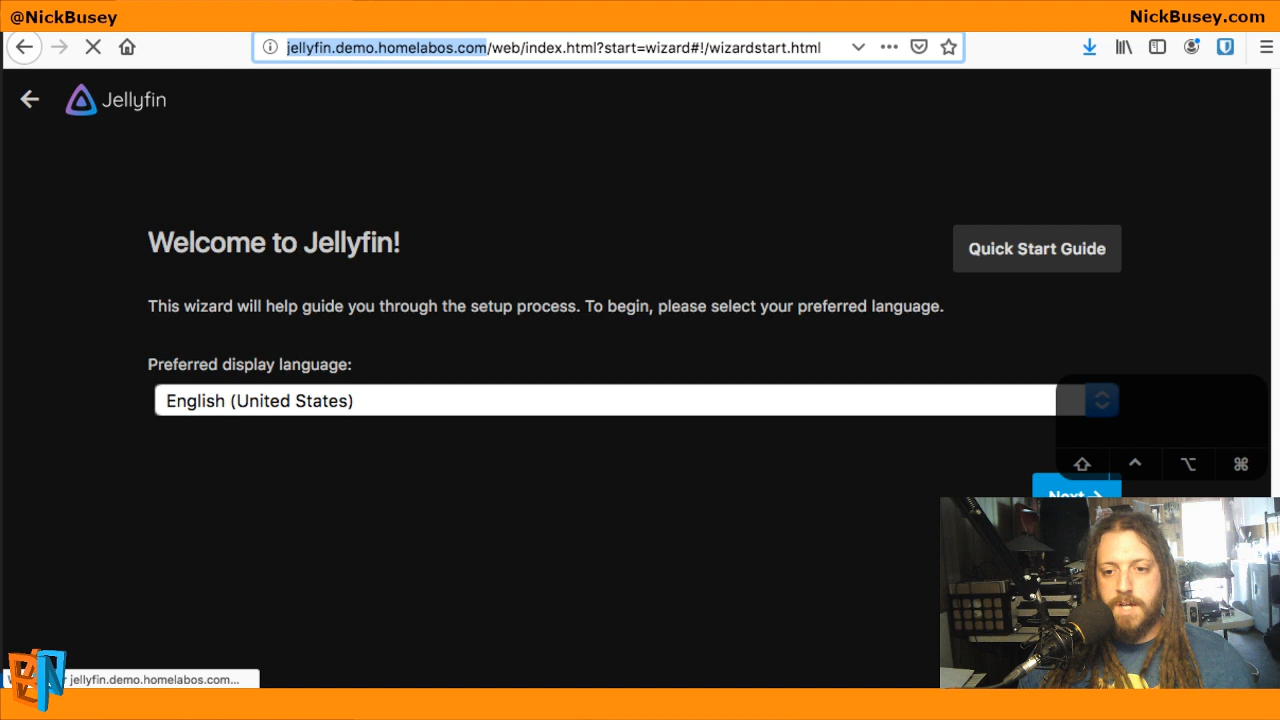 @NickBusey
NickBusey.com
jellyfin.demo.homelabos.com/web/index.html?start=wizard#!/wizardstart.html
Jellyfin
Welcome to Jellyfin!
Quick Start Guide
This wizard will help guide you through the setup process. To begin, please select your preferred language.
Preferred display language:
English (United States)
Next
jellyfin.demo.homelabos.com...